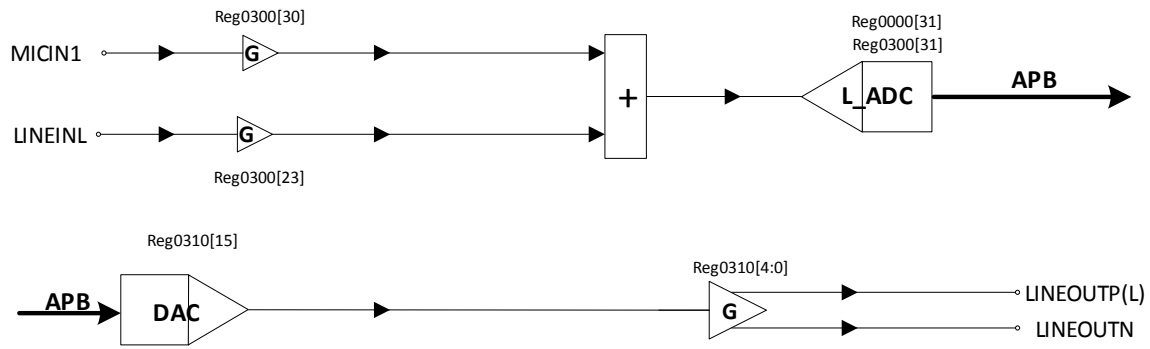 Reg0300[30]
Reg0000[31]
Reg0300[31]
MICIN1
G
APB
+
L_ADC
LINEINL
G
Reg0300[23]
Reg0310[15]
Reg0310[4:0]
APB
DAC
G
LINEOUTP(L)
LINEOUTN